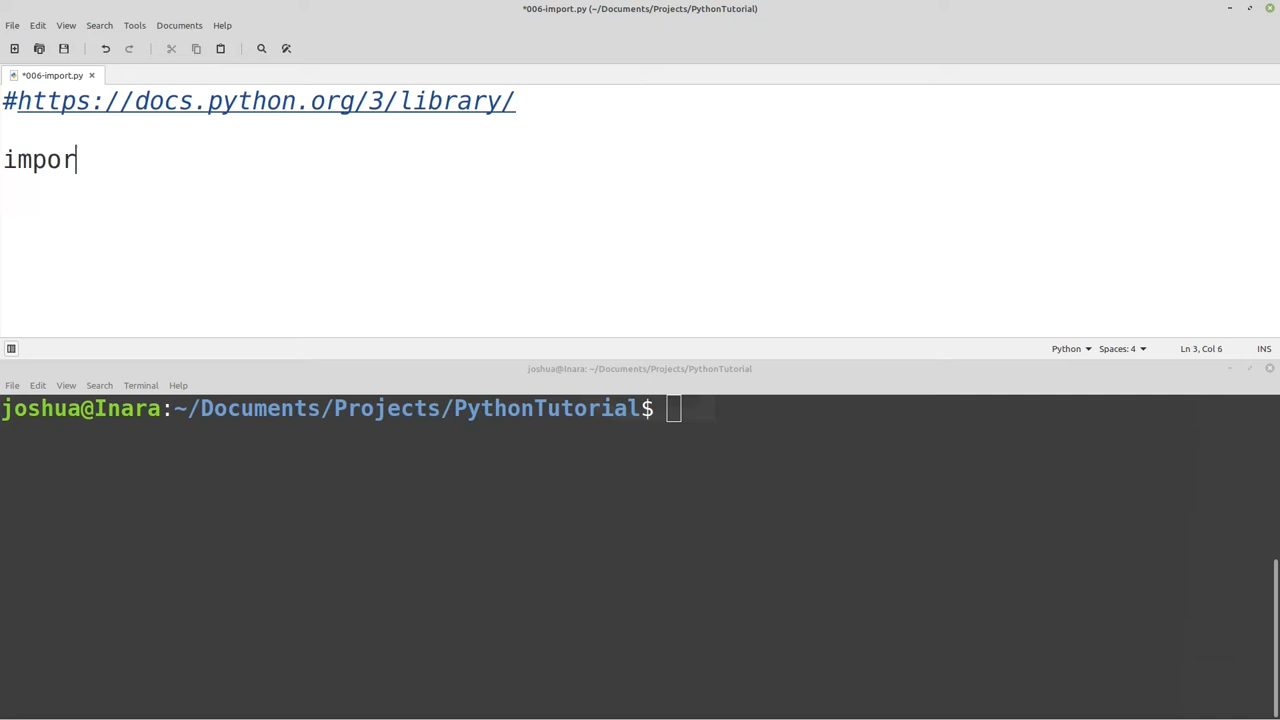 *006-import.py (~/Documents/Projects/PythonTutorial)
File Edit View Search Tools Documents Help
*006-import.py
#https://docs.python.org/3/library/
impor
Python Spaces: 4 Ln 3, Col 6 INS
joshua@Inara: ~/Documents/Projects/PythonTutorial
File Edit View Search Terminal Help
joshua@Inara:~/Documents/Projects/PythonTutorial$